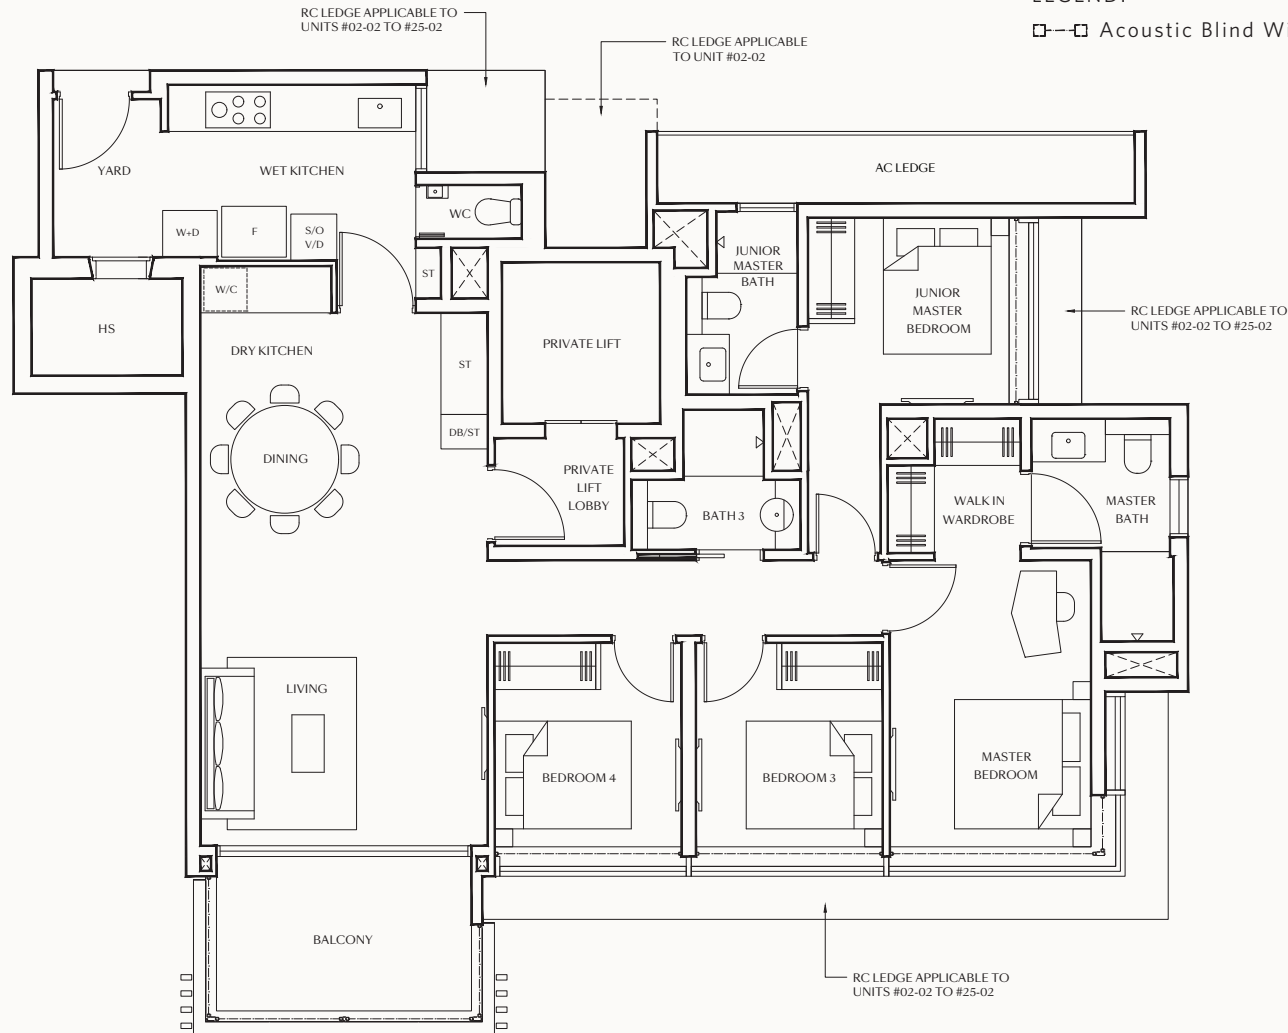 LEGEND:
Acoustic Blind Wi
RC LEDGE APPLICABLE TO
UNITS #02-02 TO #25-02
RC LEDGE APPLICABLE
TO UNIT #02-02
YARD
WET KITCHEN
AC LEDGE
W+D
F
S/O
V/D
WC
ST
X
JUNIOR
MASTER
BATH
JUNIOR
MASTER
BEDROOM
RC LEDGE APPLICABLE TO
UNITS #02-02 TO #25-02
W/C
HS
DRY KITCHEN
PRIVATE LIFT
ST
DB/ST
DINING
PRIVATE
LIFT
LOBBY
BATH 3
WALK IN
WARDROBE
MASTER
BATH
LIVING
BEDROOM 4
BEDROOM 3
MASTER
BEDROOM
BALCONY
RC LEDGE APPLICABLE TO
UNITS #02-02 TO #25-02